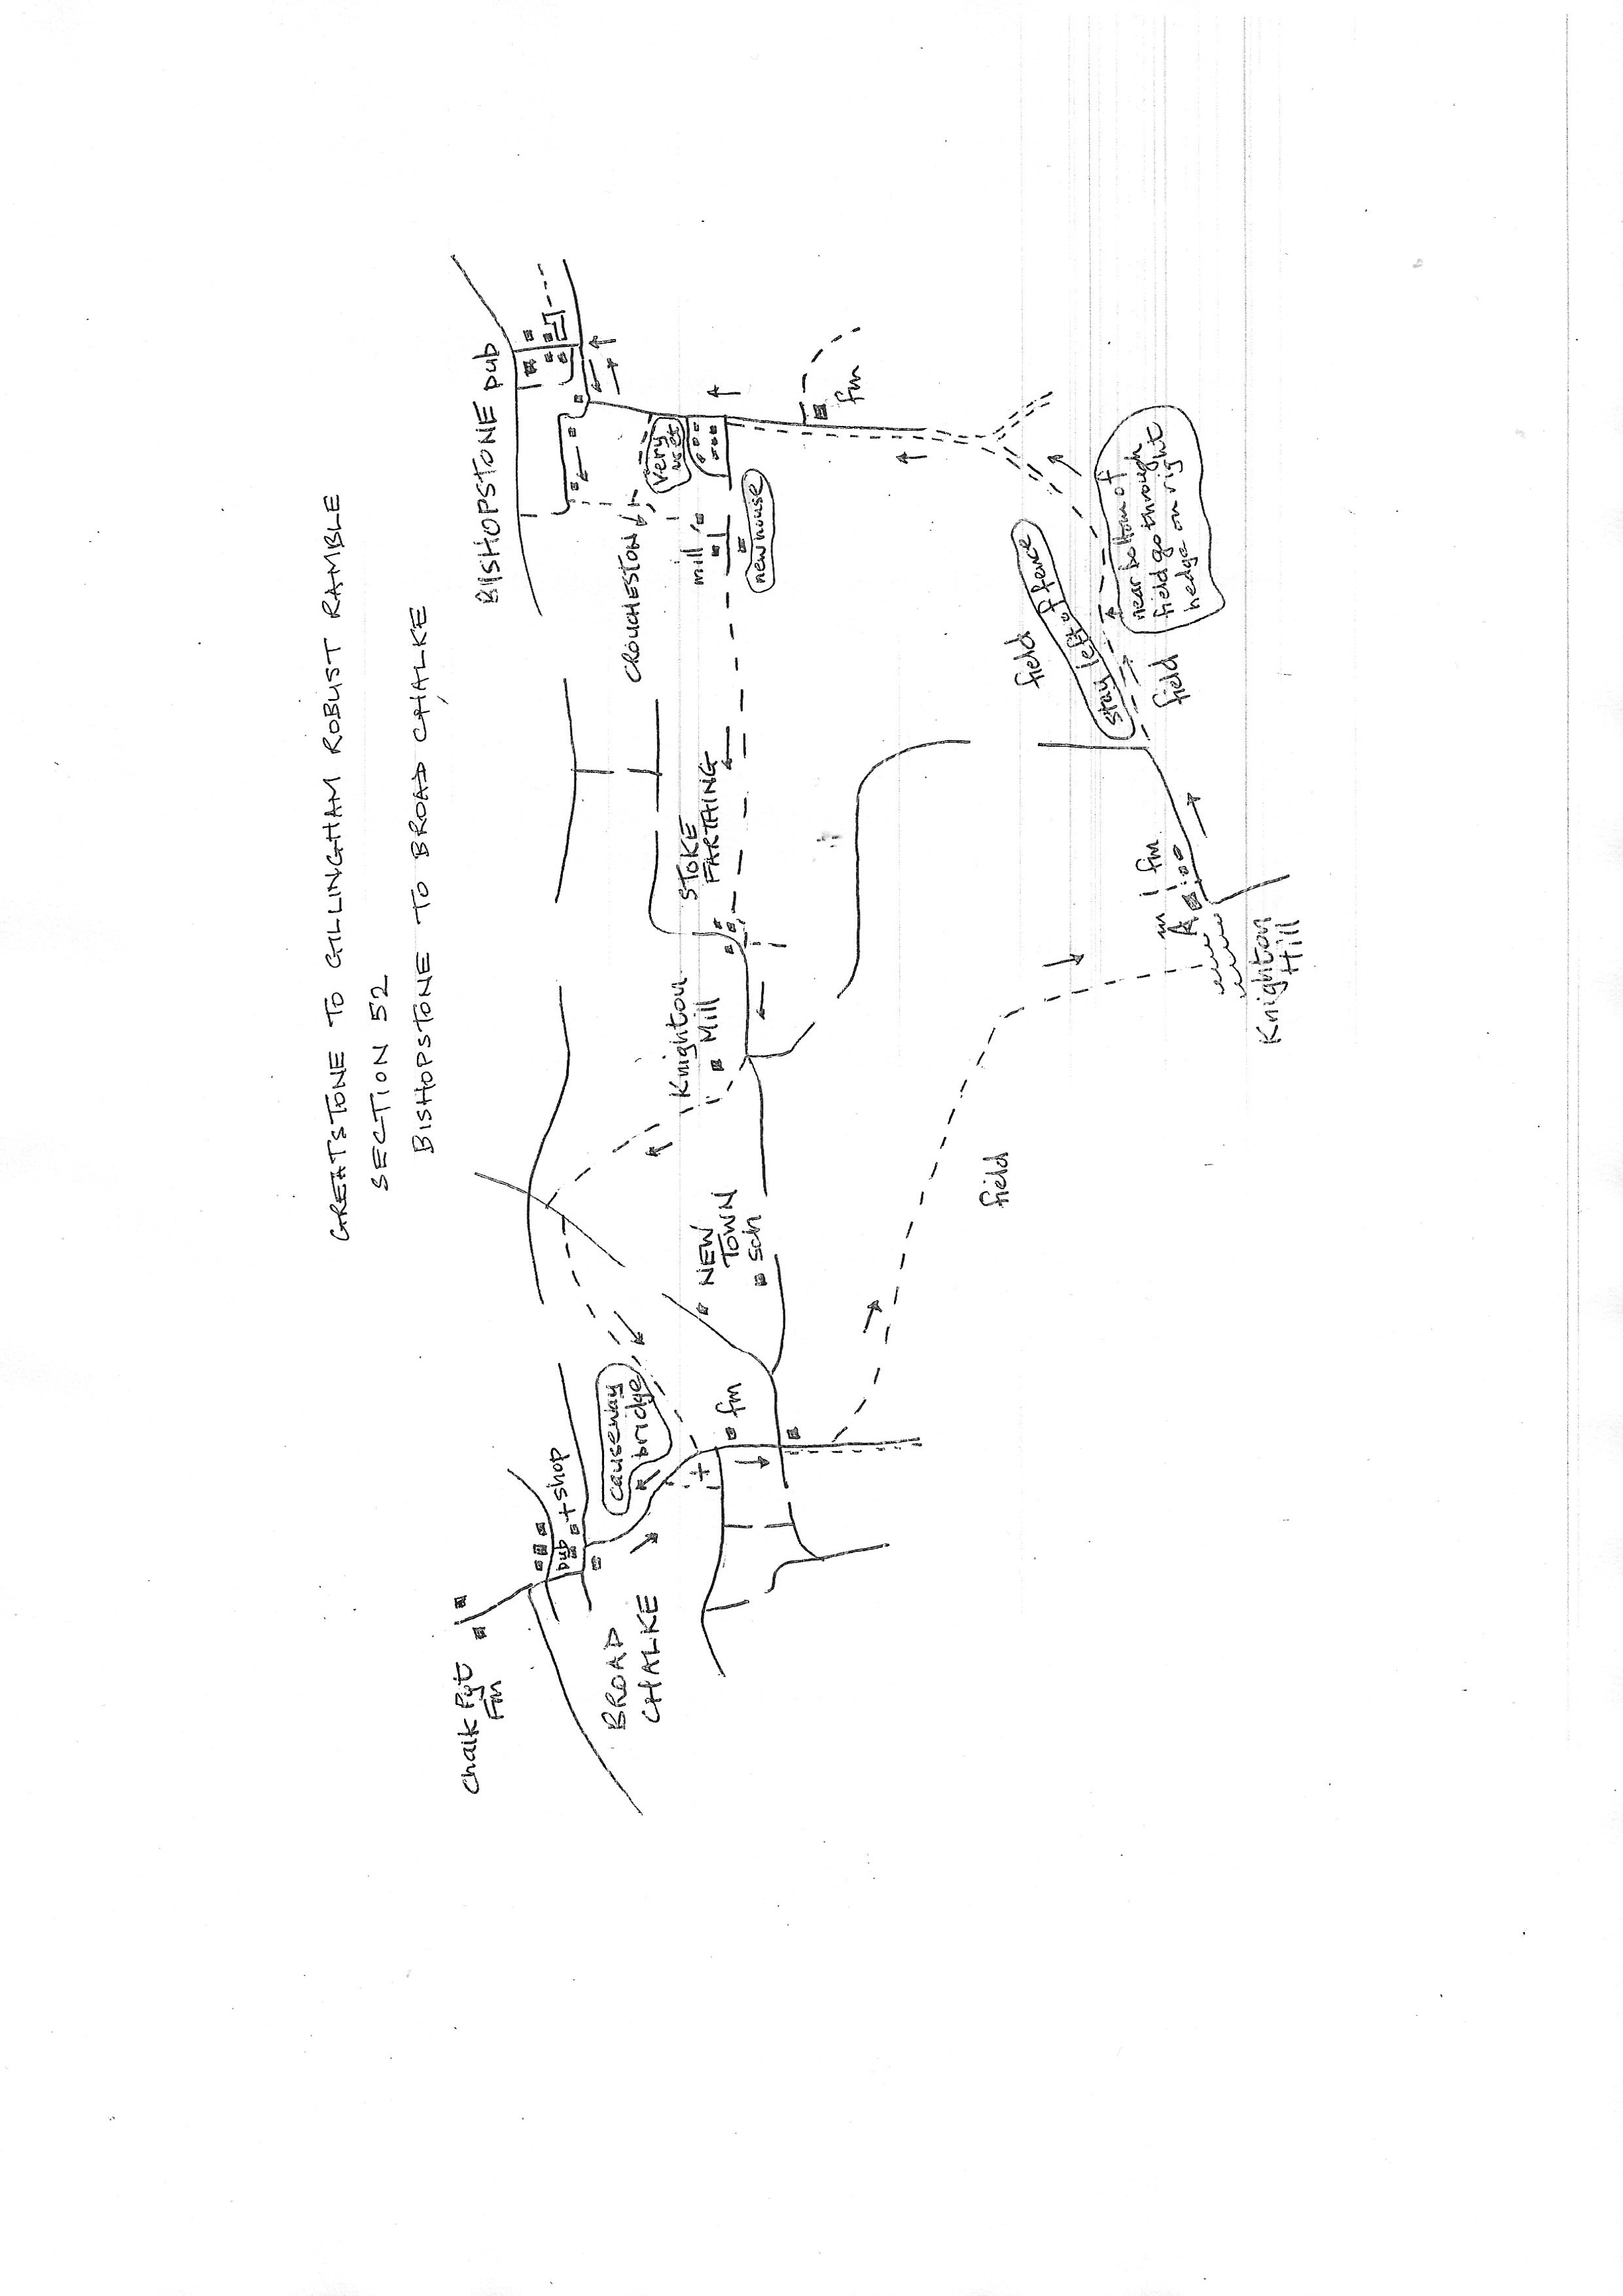 GREATSTONE TO GILLINGHAM ROBUST RAMBLE
SECTION 52
BISHOPSTONE TO BROAD CHALKE
Chalk Pyt
Fm
pub + shop
BROAD
CHALKE
causeway
bridge
fm
NEW
TOWN
sch
Knighton
Mill
STOKE
FARTHING
CROUCHESTON
mill
new house
very
wet
BISHOPSTONE pub
fm
field
stay left of fence
near bottom of
field go through
hedge on right
field
fm
Knighton
Hill
field